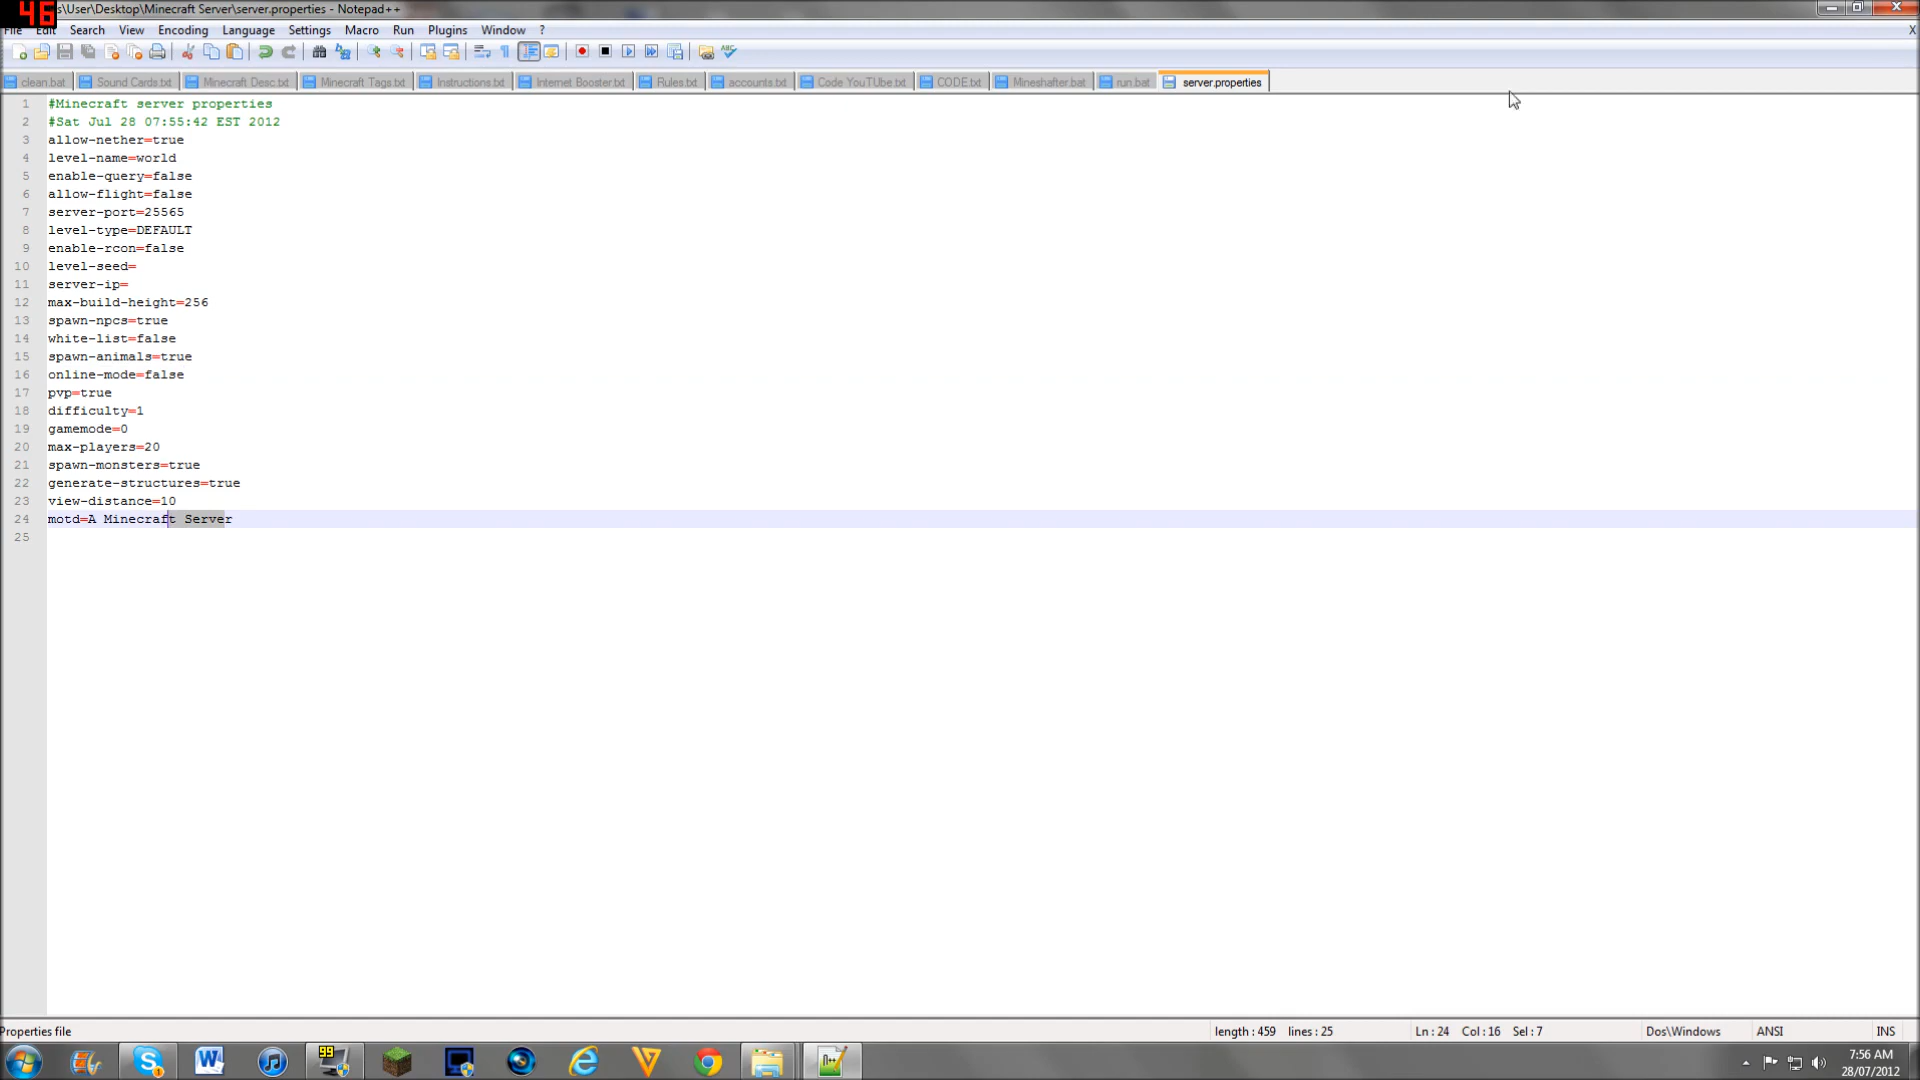 46
s\User\Desktop\Minecraft Server\server.properties - Notepad++
File Edit Search View Encoding Language Settings Macro Run Plugins Window ? X
clean.bat Sound Cards.txt Minecraft Desc.txt Minecraft Tags.txt Instructions.txt Internet Booster.txt Rules.txt accounts.txt Code YouTUbe.txt CODE.txt Mineshafter.bat run.bat server.properties
1 #Minecraft server properties
2 #Sat Jul 28 07:55:42 EST 2012
3 allow-nether=true
4 level-name=world
5 enable-query=false
6 allow-flight=false
7 server-port=25565
8 level-type=DEFAULT
9 enable-rcon=false
10 level-seed=
11 server-ip=
12 max-build-height=256
13 spawn-npcs=true
14 white-list=false
15 spawn-animals=true
16 online-mode=false
17 pvp=true
18 difficulty=1
19 gamemode=0
20 max-players=20
21 spawn-monsters=true
22 generate-structures=true
23 view-distance=10
24 motd=A Minecraft Server
25
Properties file length : 459 lines : 25 Ln : 24 Col : 16 Sel : 7 Dos\Windows ANSI INS
99
7:56 AM
28/07/2012